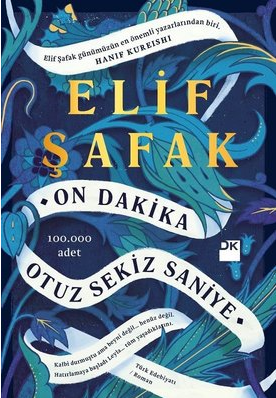 Elif Şafak günümüzün en önemli yazarlarından biri.
HANIF KUREISHI
ELİF
ŞAFAK
ON DAKİKA
100.000
adet
DK
OTUZ SEKİZ SANİYE
Kalbi durmuştu ama beyni değil... henüz değil.
Hatırlamaya başladı Leyla... tüm yaşadıklarını.
Türk Edebiyatı
/ Roman